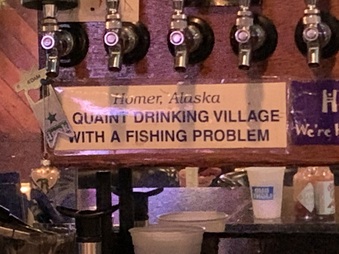 Homer, Alaska
QUAINT DRINKING VILLAGE
WITH A FISHING PROBLEM
H
We're